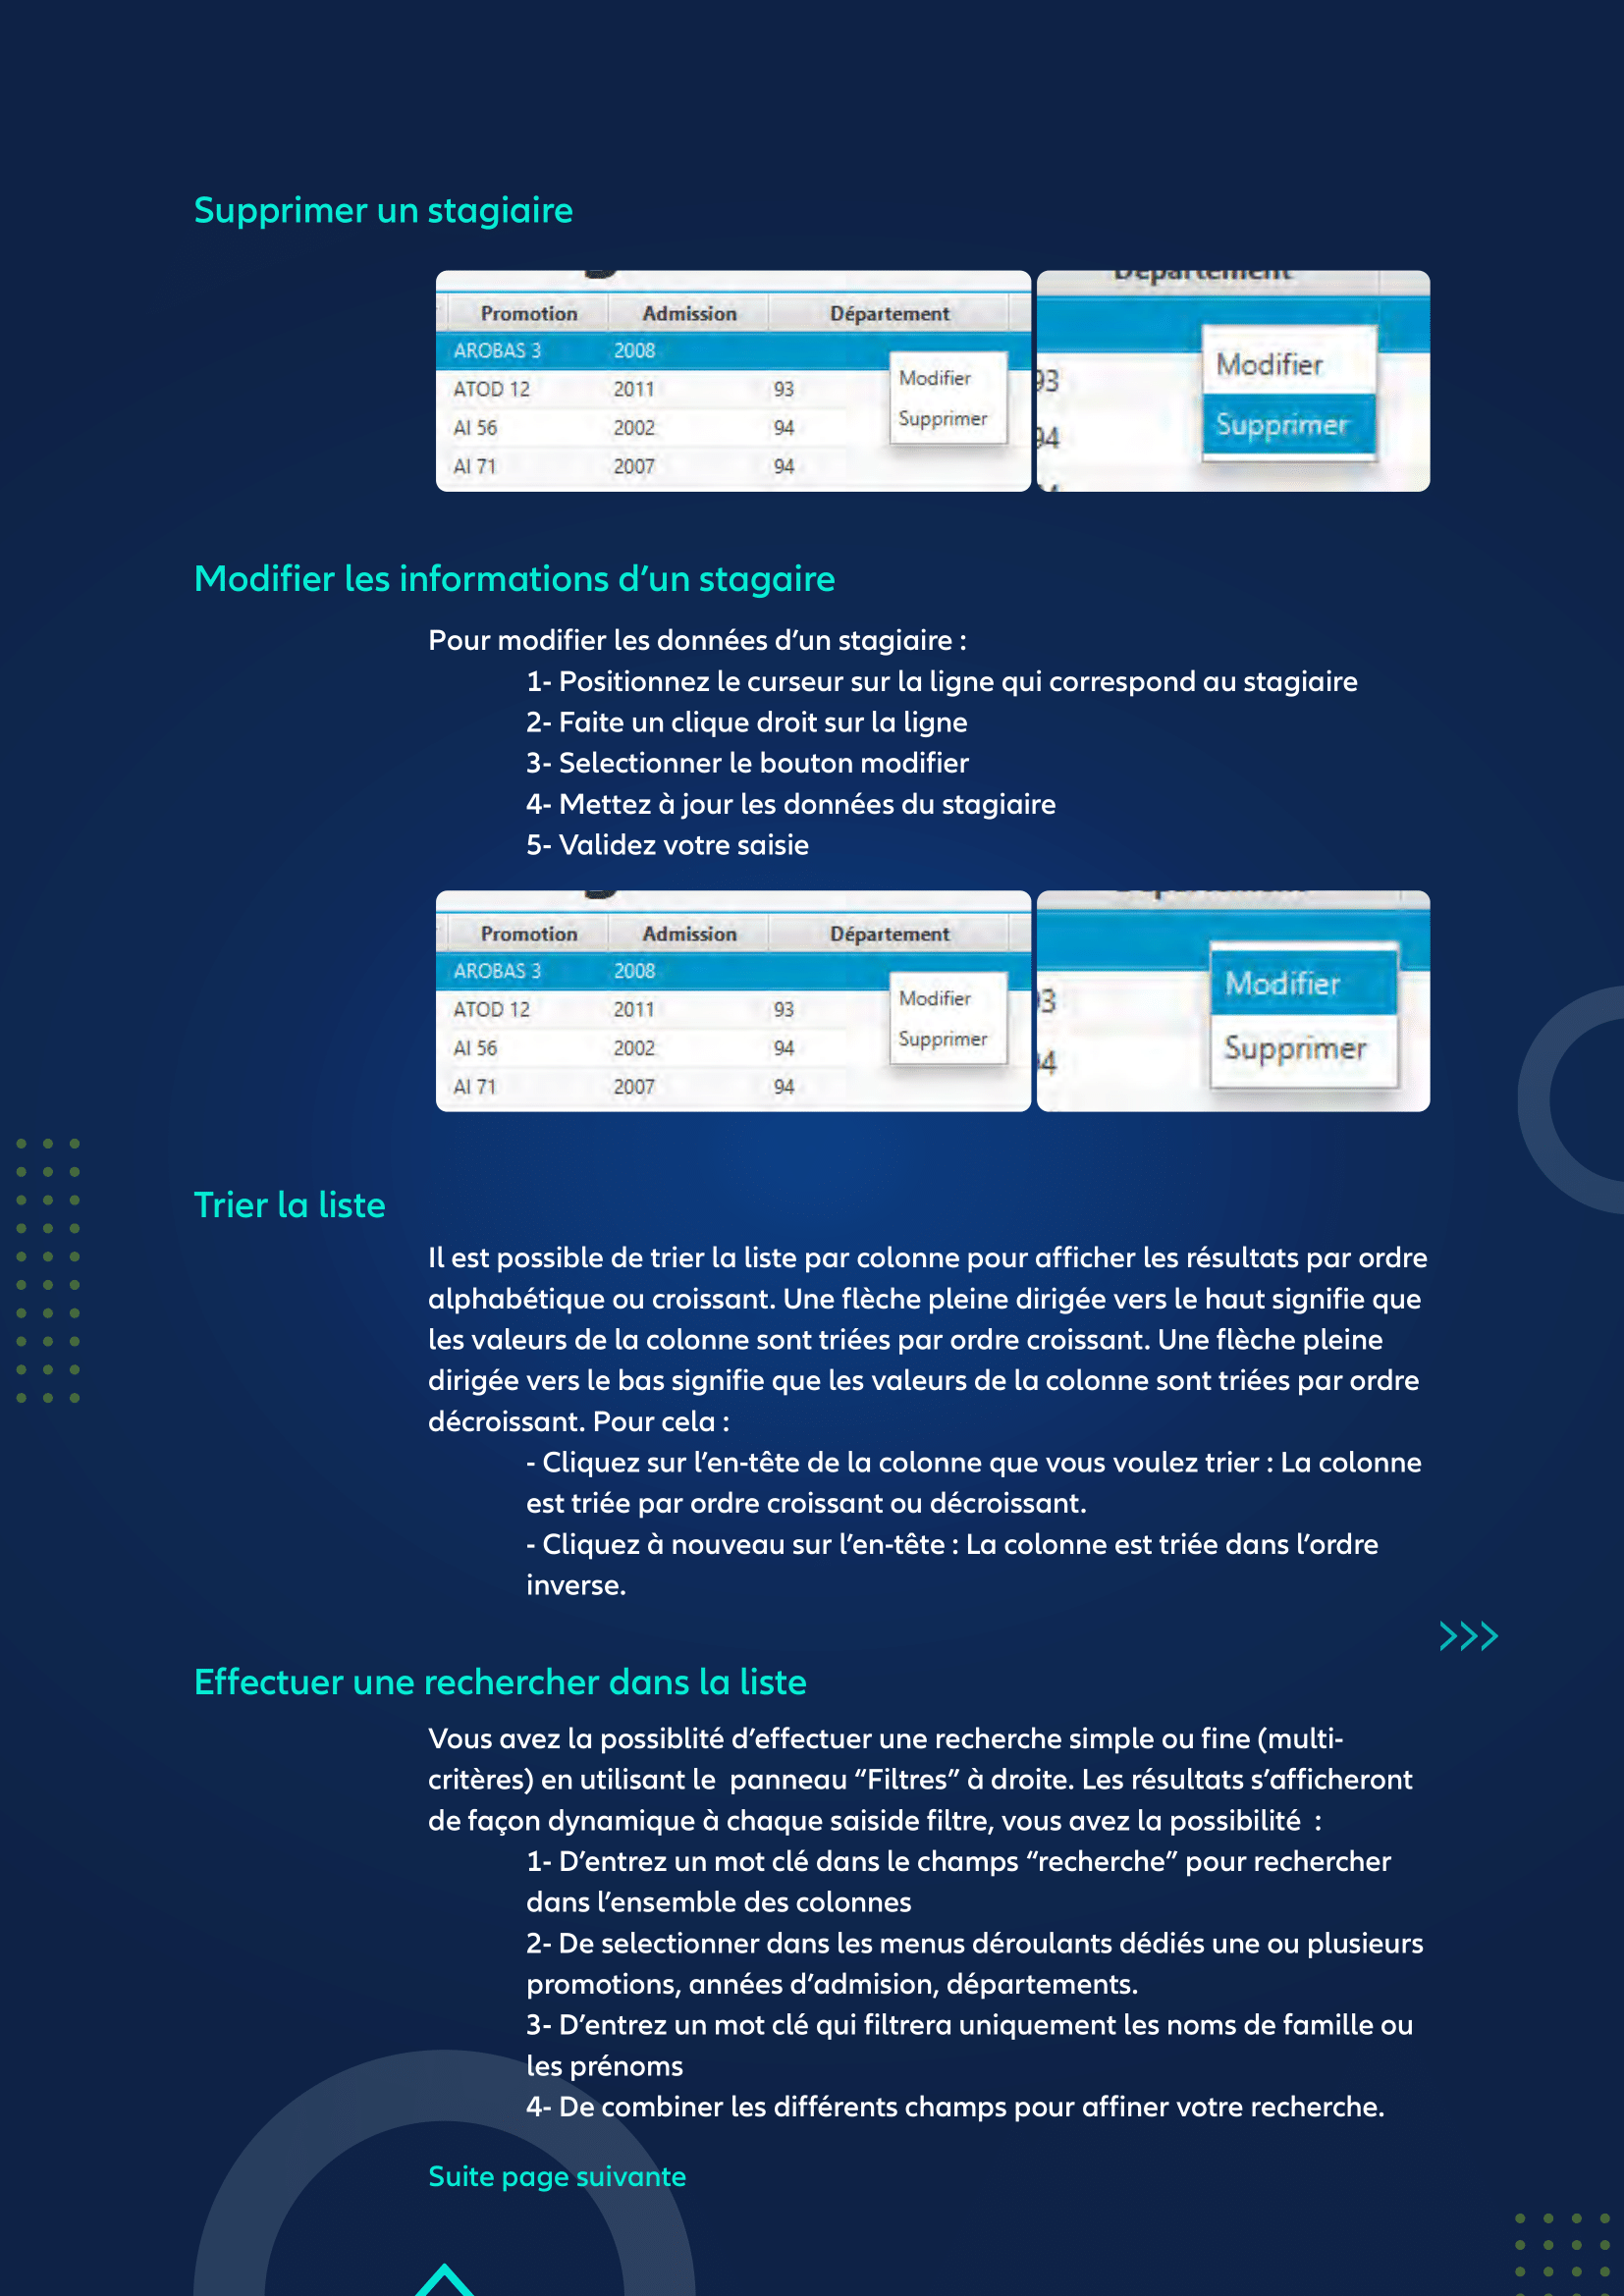 Supprimer un stagiaire
Département
Promotion Admission Département
AROBAS 3 2008
ATOD 12 2011 93
AI 56 2002 94
AI 71 2007 94
Modifier
Supprimer
93
94
Modifier
Supprimer
Modifier les informations d’un stagaire
Pour modifier les données d’un stagiaire :
1- Positionnez le curseur sur la ligne qui correspond au stagiaire
2- Faite un clique droit sur la ligne
3- Selectionner le bouton modifier
4- Mettez à jour les données du stagiaire
5- Validez votre saisie
Promotion Admission Département
AROBAS 3 2008
ATOD 12 2011 93
AI 56 2002 94
AI 71 2007 94
Modifier
Supprimer
Modifier
Supprimer
Trier la liste
Il est possible de trier la liste par colonne pour afficher les résultats par ordre
alphabétique ou croissant. Une flèche pleine dirigée vers le haut signifie que
les valeurs de la colonne sont triées par ordre croissant. Une flèche pleine
dirigée vers le bas signifie que les valeurs de la colonne sont triées par ordre
décroissant. Pour cela :
- Cliquez sur l’en-tête de la colonne que vous voulez trier : La colonne
est triée par ordre croissant ou décroissant.
- Cliquez à nouveau sur l’en-tête : La colonne est triée dans l’ordre
inverse.
Effectuer une rechercher dans la liste
Vous avez la possiblité d’effectuer une recherche simple ou fine (multi-
critères) en utilisant le  panneau “Filtres” à droite. Les résultats s’afficheront
de façon dynamique à chaque saiside filtre, vous avez la possibilité  :
1- D’entrez un mot clé dans le champs “recherche” pour rechercher
dans l’ensemble des colonnes
2- De selectionner dans les menus déroulants dédiés une ou plusieurs
promotions, années d’admision, départements.
3- D’entrez un mot clé qui filtrera uniquement les noms de famille ou
les prénoms
4- De combiner les différents champs pour affiner votre recherche.
Suite page suivante